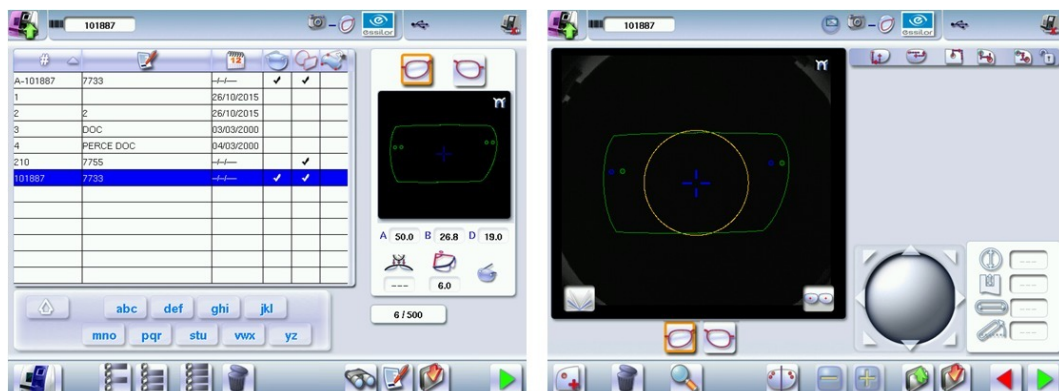 101887
essilor
# 12
A-101887 7733 --/--/---- ✔ ✔
1 26/10/2015
2 2 26/10/2015
3 DOC 03/03/2000
4 PERCE DOC 04/03/2000
210 7755 --/--/---- ✔
101887 7733 --/--/---- ✔ ✔
A 50.0 B 26.8 D 19.0
--- 6.0
6 / 500
abc def ghi jkl
mno pqr stu vwx yz
101887
essilor
---
---
---
---